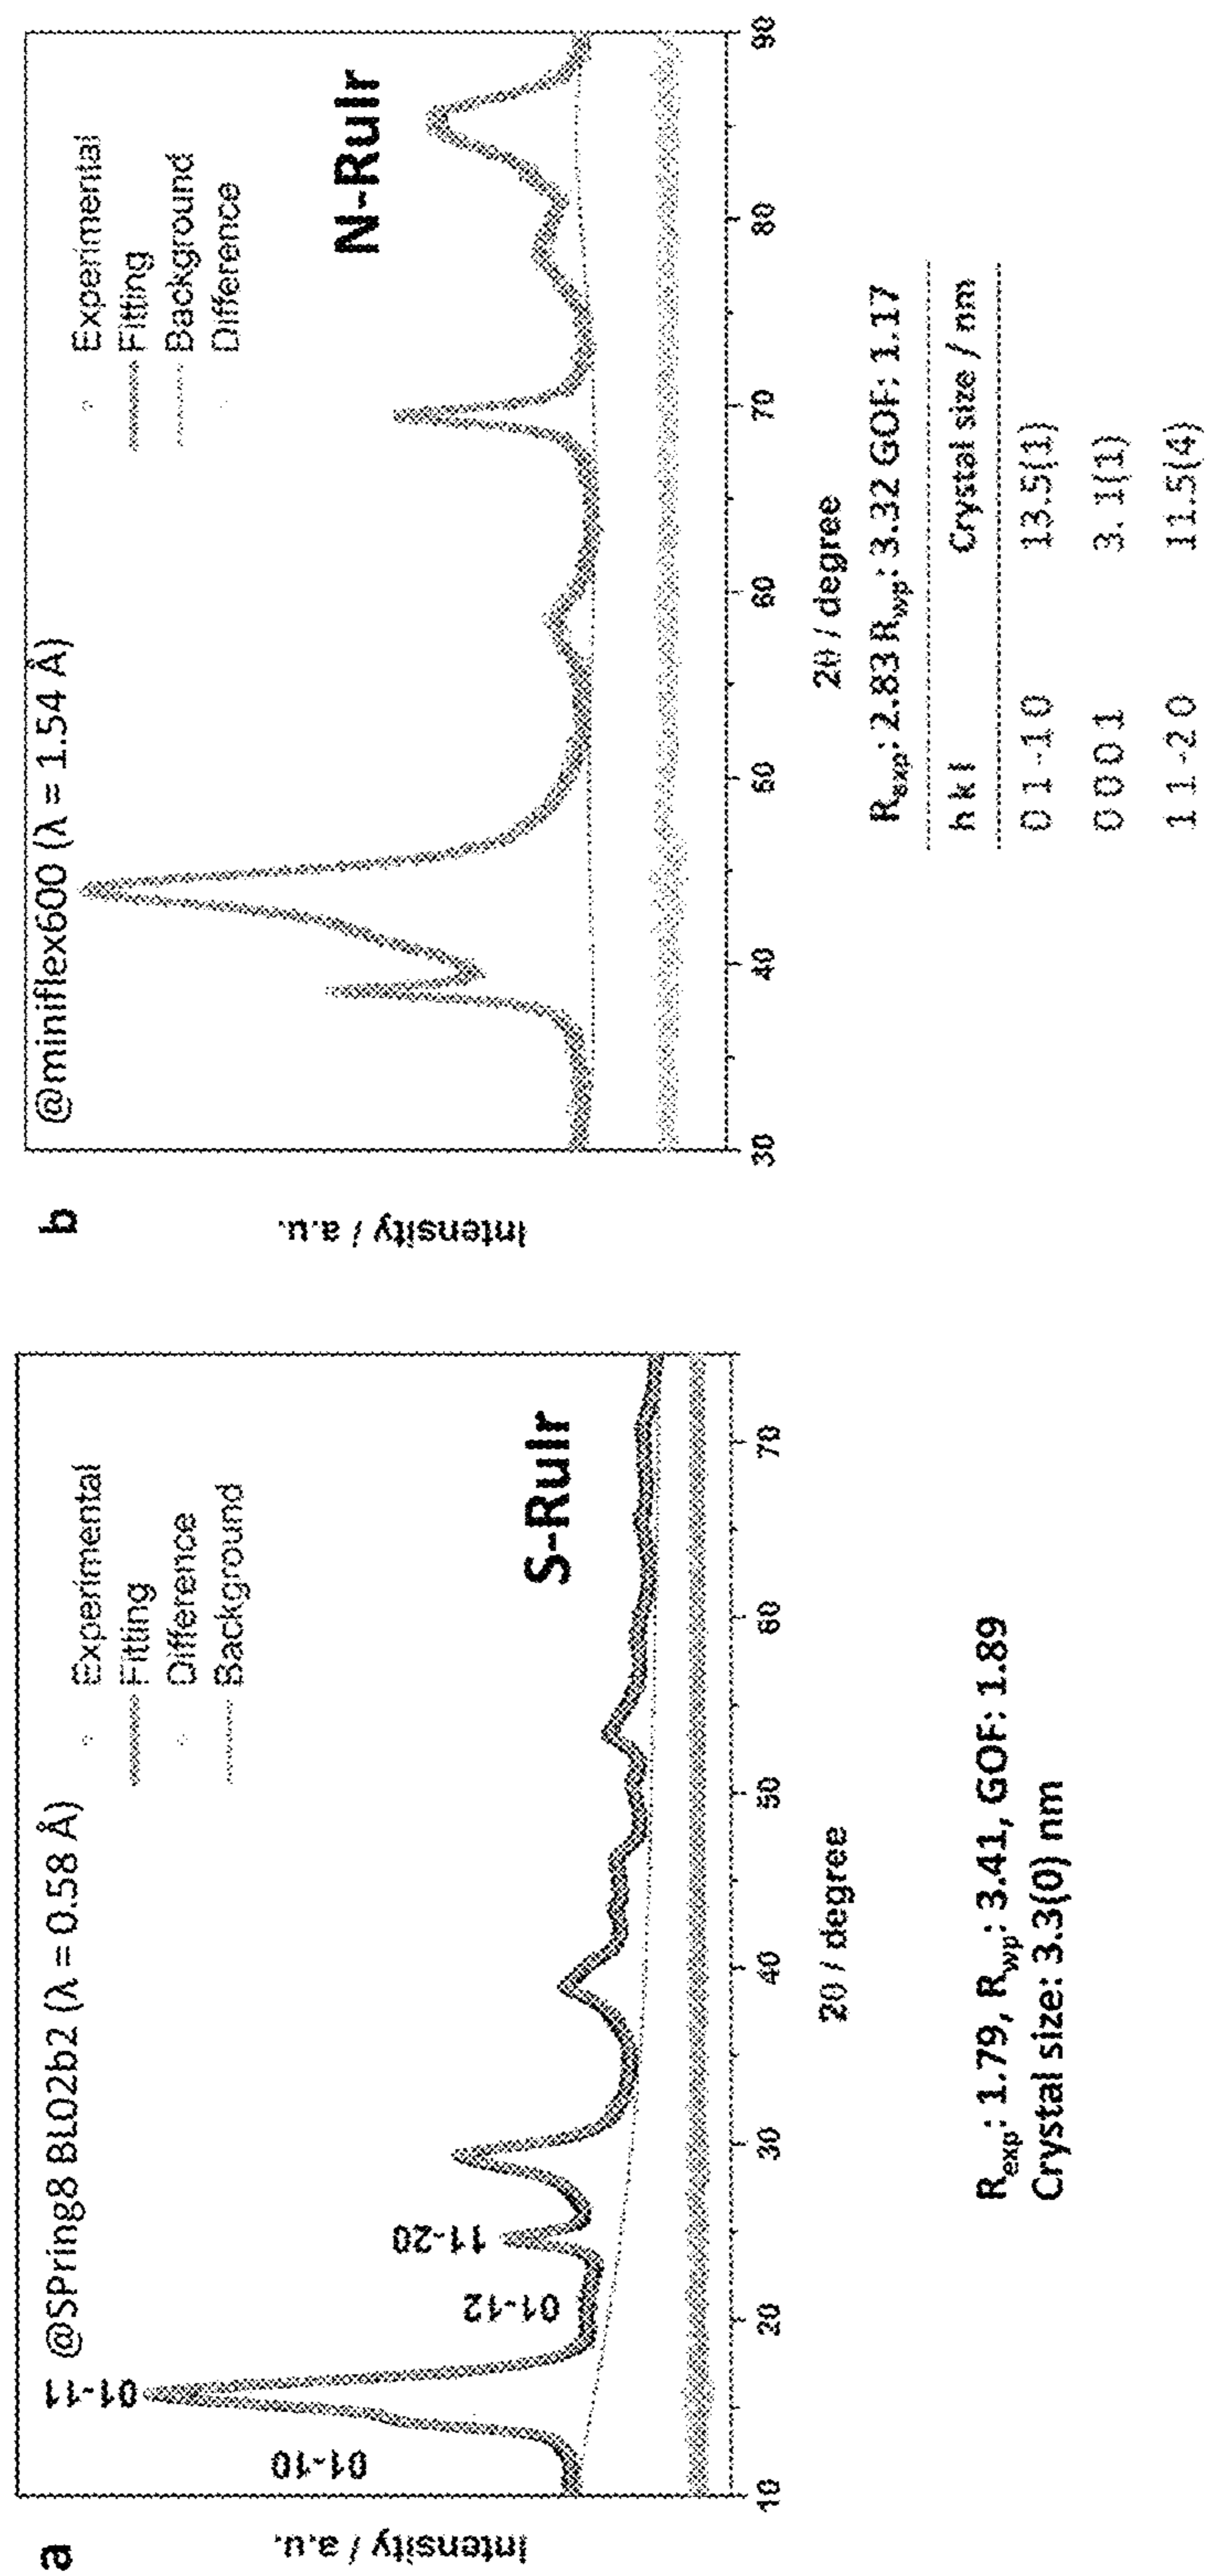 a
@SPring8 BL02b2 (λ = 0.58 Å)
Experimental
Fitting
Difference
Background
S-RuIr
01-10
01-11
01-12
11-20
Intensity / a.u.
10 20 30 40 50 60 70
2θ / degree
Rexp: 1.79, Rwp: 3.41, GOF: 1.89
Crystal size: 3.3(0) nm
b
@miniflex600 (λ = 1.54 Å)
Experimental
Fitting
Background
Difference
N-RuIr
Intensity / a.u.
30 40 50 60 70 80 90
2θ / degree
Rexp: 2.83 Rwp: 3.32 GOF: 1.17
h k l Crystal size / nm
0 1 -1 0 13.5(1)
0 0 0 1 3.1(1)
1 1 -2 0 11.5(4)